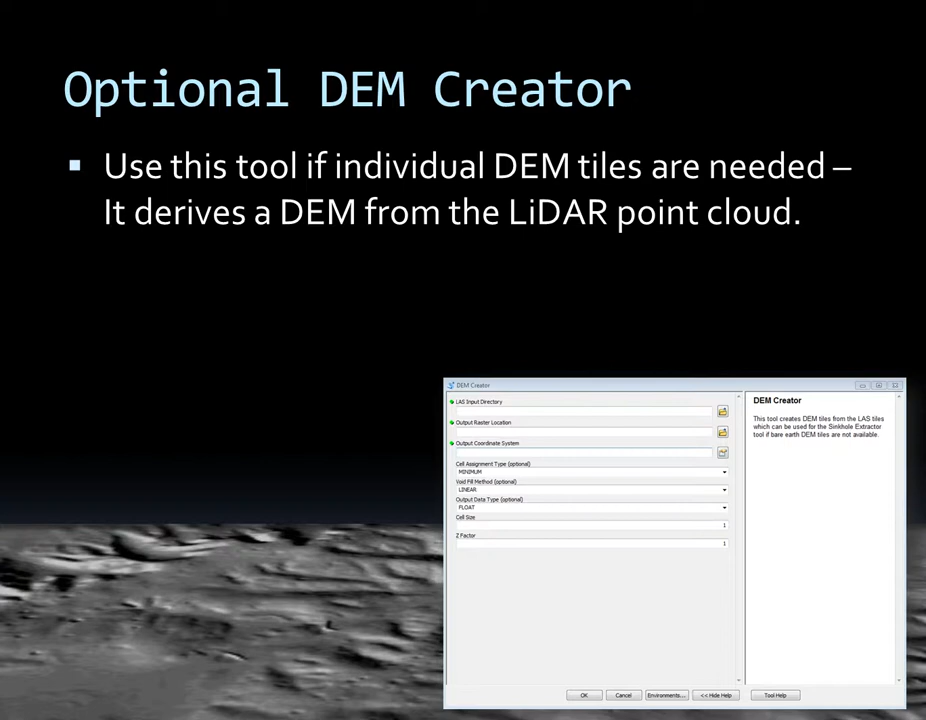 Optional DEM Creator
▪ Use this tool if individual DEM tiles are needed –
It derives a DEM from the LiDAR point cloud.
DEM Creator
LAS Input Directory
Output Raster Location
Output Coordinate System
Cell Assignment Type (optional)
MINIMUM
Void Fill Method (optional)
LINEAR
Output Data Type (optional)
FLOAT
Cell Size
1
Z Factor
1
DEM Creator
This tool creates DEM tiles from the LAS tiles
which can be used for the Sinkhole Extractor
tool if bare earth DEM tiles are not available.
OK
Cancel
Environments...
<< Hide Help
Tool Help